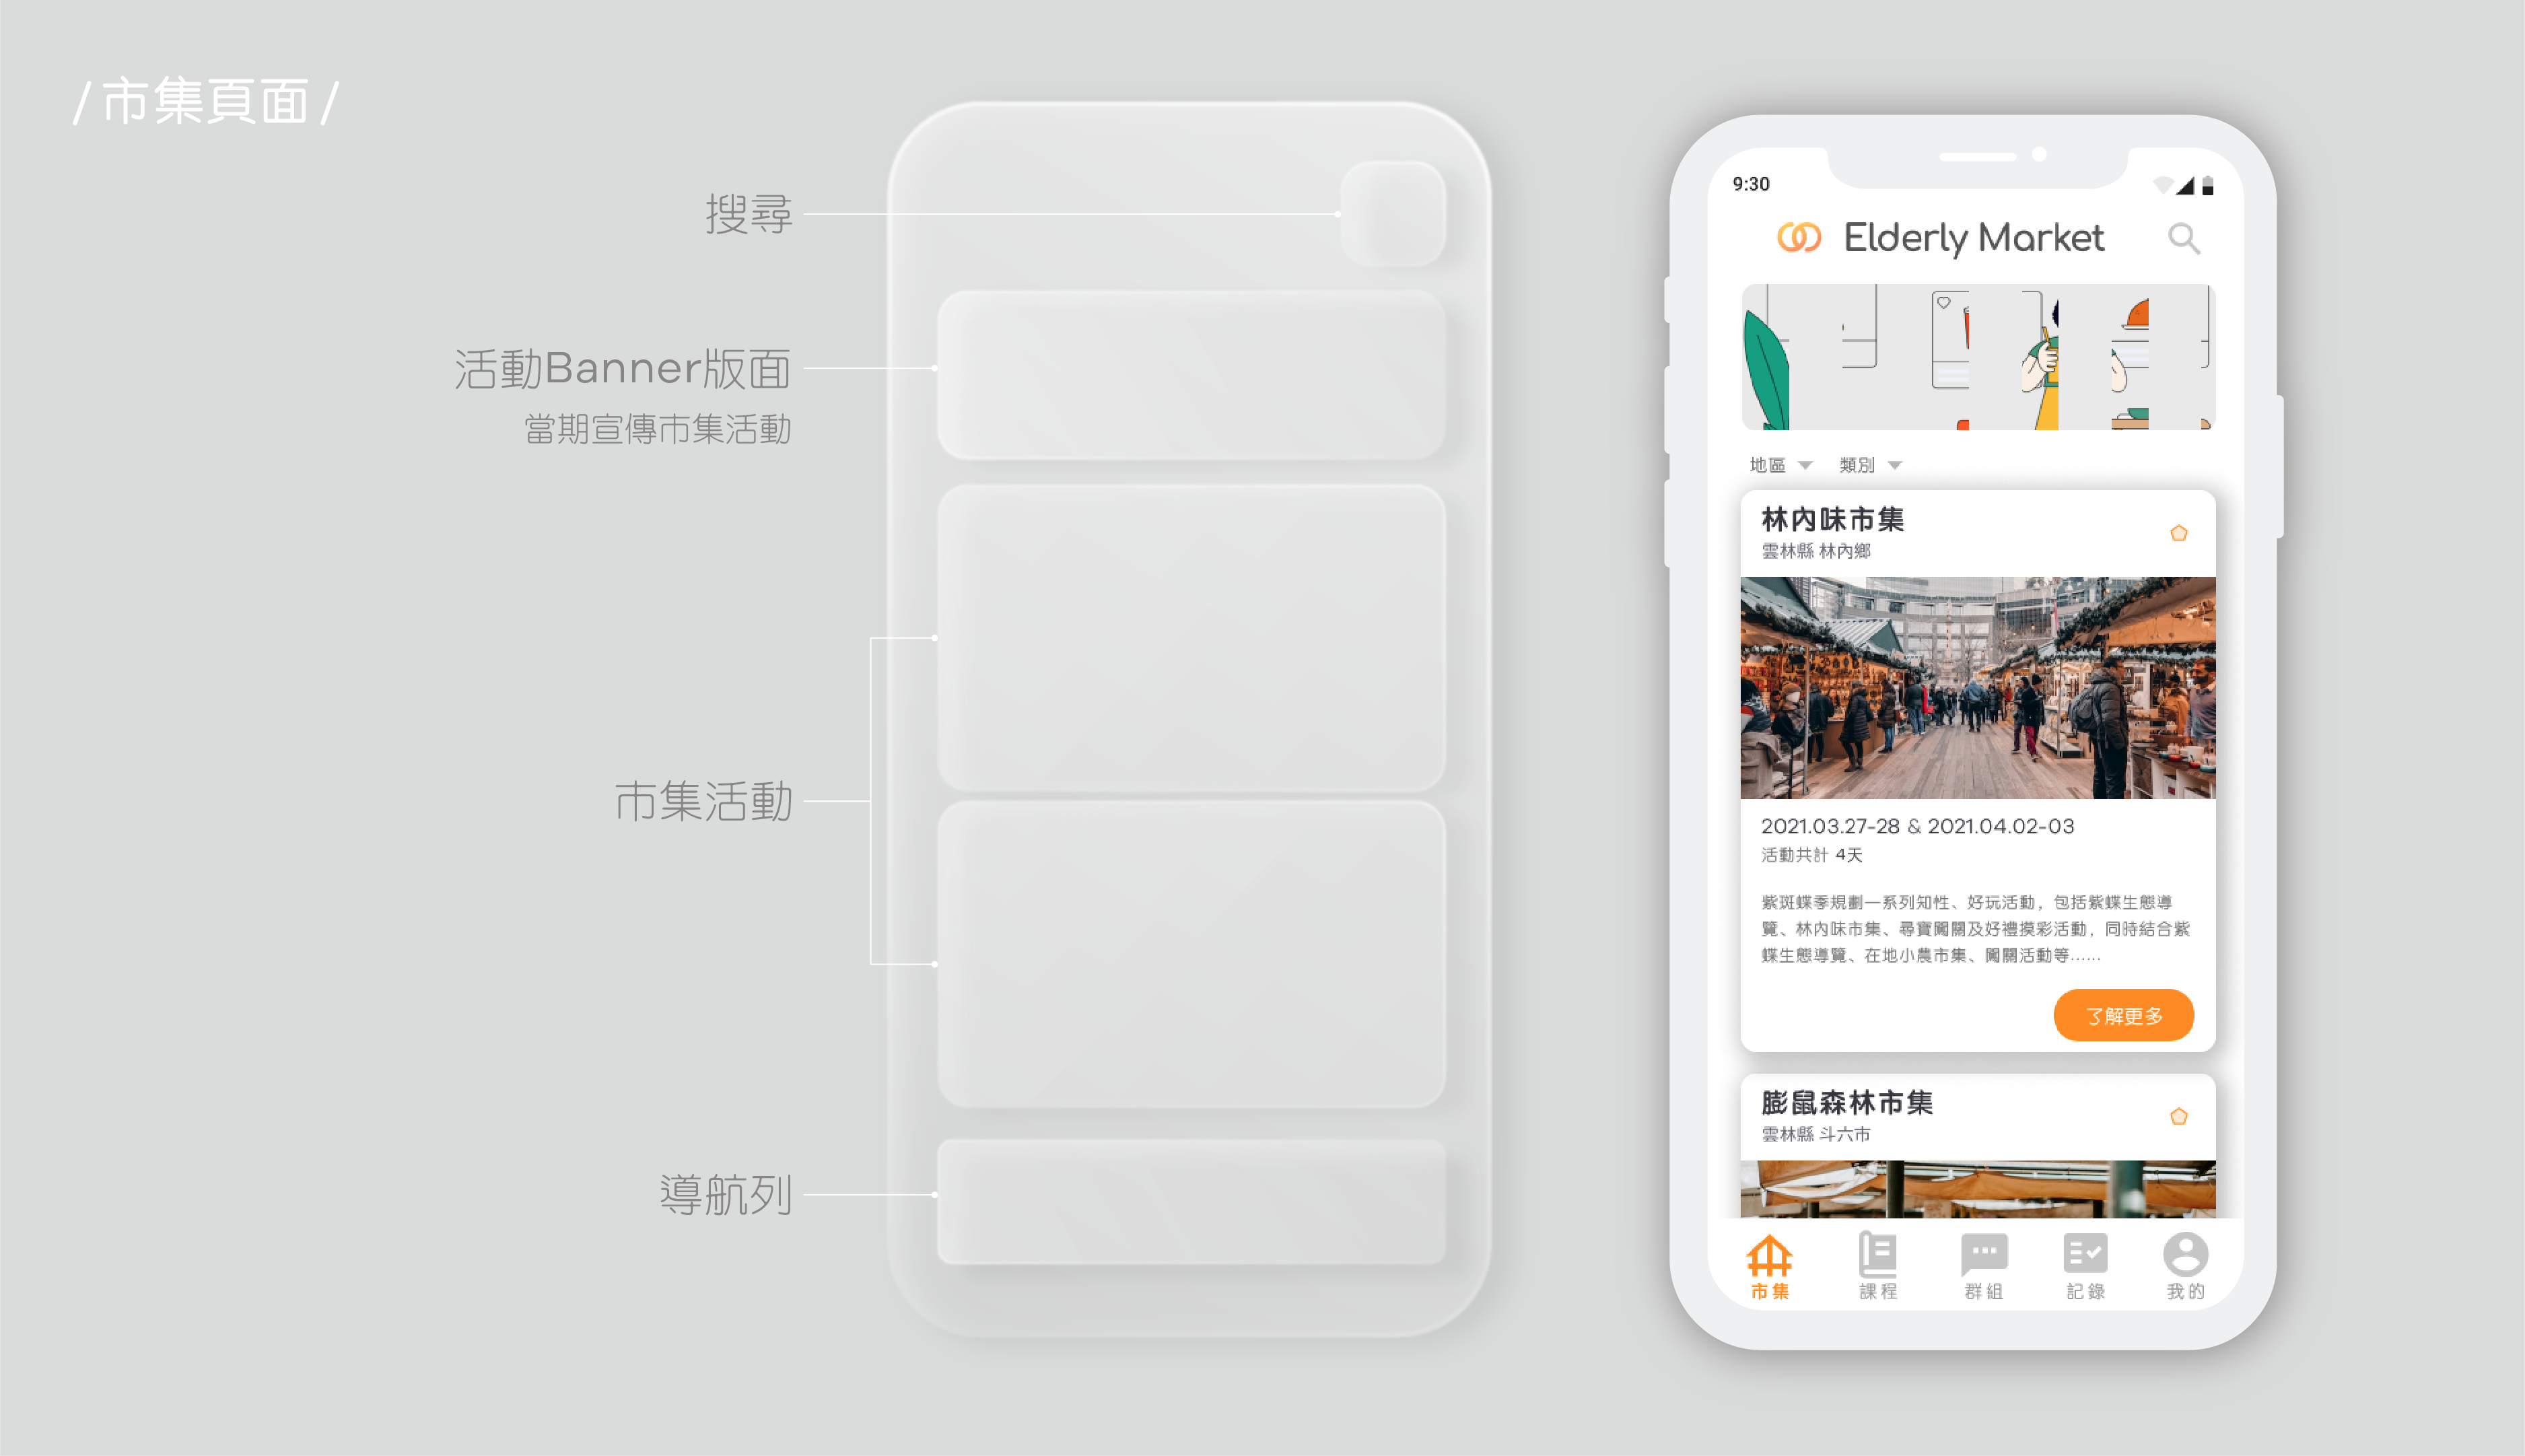 /市集頁面/
搜尋
活動Banner版面
當期宣傳市集活動
市集活動
導航列
9:30
Elderly Market
地區 類別
林內味市集
雲林縣 林內鄉
2021.03.27-28 & 2021.04.02-03
活動共計 4天
紫斑蝶季規劃一系列知性、好玩活動，包括紫蝶生態導
覽、林內味市集、尋寶闖關及好禮摸彩活動，同時結合紫
蝶生態導覽、在地小農市集、闖關活動等......
了解更多
膨鼠森林市集
雲林縣 斗六市
市集 課程 群組 記錄 我的